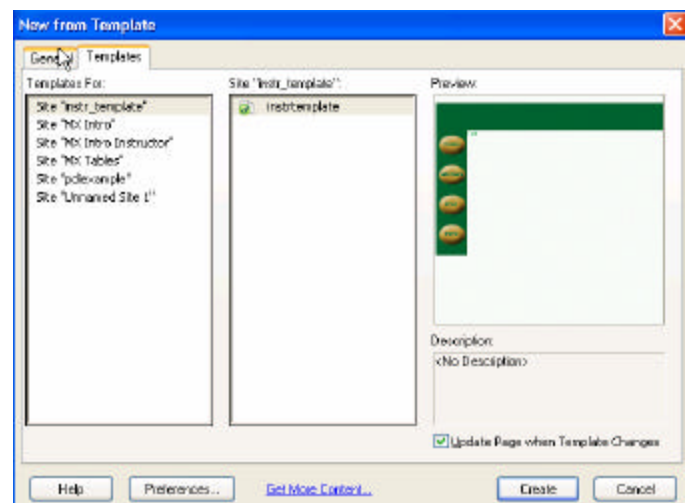 New from Template
General Templates
Templates For:
Site "instr_template"
Site "MX Intro"
Site "MX Intro Instructor"
Site "MX Tables"
Site "pdexample"
Site "Unnamed Site 1"
Site "instr_template":
instrtemplate
Preview:
Description:
<No Description>
Update Page when Template Changes
Help Preferences... Get More Content... Create Cancel